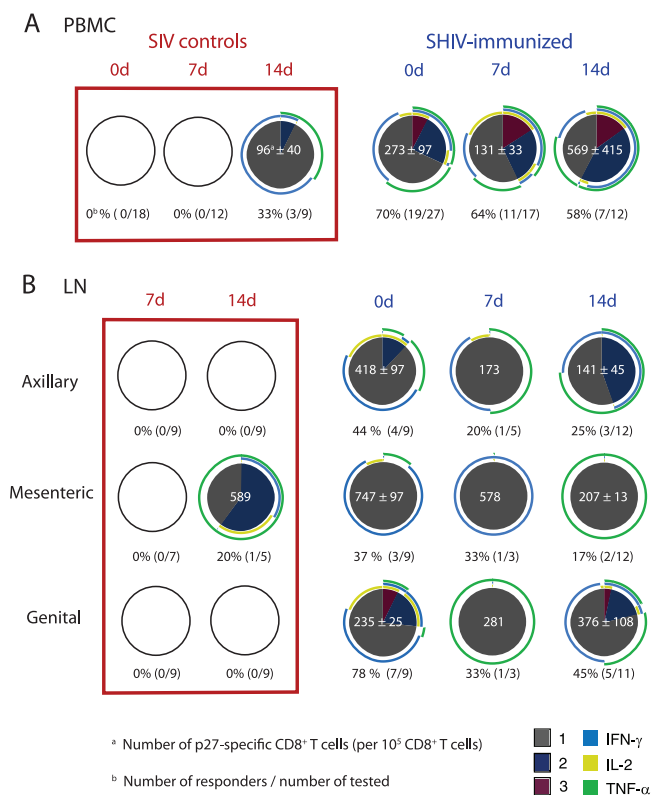 A PBMC
SIV controls SHIV-immunized
0d 7d 14d 0d 7d 14d
96ᵃ ± 40 273 ± 97 131 ± 33 569 ± 415
0ᵇ % ( 0/18) 0% (0/12) 33% (3/9) 70% (19/27) 64% (11/17) 58% (7/12)
B LN
7d 14d 0d 7d 14d
Axillary 418 ± 97 173 141 ± 45
0% (0/9) 0% (0/9) 44 % (4/9) 20% (1/5) 25% (3/12)
Mesenteric 589 747 ± 97 578 207 ± 13
0% (0/7) 20% (1/5) 37 % (3/9) 33% (1/3) 17% (2/12)
Genital 235 ± 25 281 376 ± 108
0% (0/9) 0% (0/9) 78 % (7/9) 33% (1/3) 45% (5/11)
ᵃ Number of p27-specific CD8⁺ T cells (per 10⁵ CD8⁺ T cells)
ᵇ Number of responders / number of tested
1 IFN-γ
2 IL-2
3 TNF-α